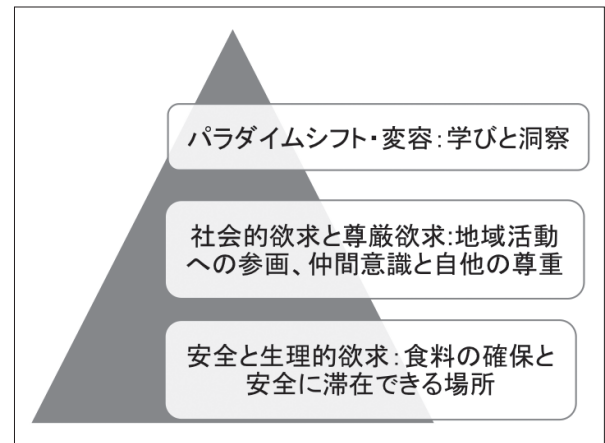 パラダイムシフト・変容：学びと洞察
社会的欲求と尊厳欲求:地域活動
への参画、仲間意識と自他の尊重
安全と生理的欲求：食料の確保と
安全に滞在できる場所